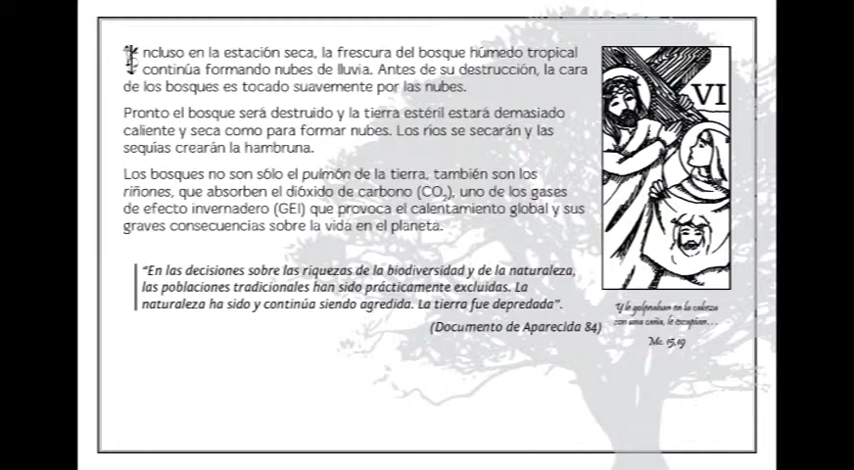 Incluso en la estación seca, la frescura del bosque húmedo tropical
continúa formando nubes de lluvia. Antes de su destrucción, la cara
de los bosques es tocado suavemente por las nubes.
Pronto el bosque será destruido y la tierra estéril estará demasiado
caliente y seca como para formar nubes. Los ríos se secarán y las
sequías crearán la hambruna.
Los bosques no son sólo el pulmón de la tierra, también son los
riñones, que absorben el dióxido de carbono (CO₂), uno de los gases
de efecto invernadero (GEI) que provoca el calentamiento global y sus
graves consecuencias sobre la vida en el planeta.
“En las decisiones sobre las riquezas de la biodiversidad y de la naturaleza,
las poblaciones tradicionales han sido prácticamente excluidas. La
naturaleza ha sido y continúa siendo agredida. La tierra fue depredada”.
(Documento de Aparecida 84)
VI
Y le golpeaban en la cabeza
con una caña, le escupían...
Mc. 15,19